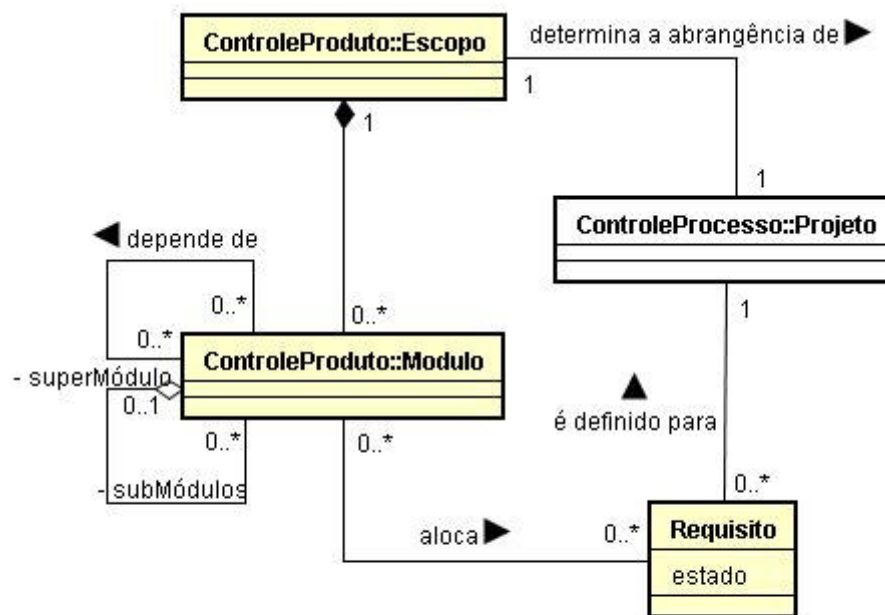 ControleProduto::Escopo
determina a abrangência de
1
1
1
ControleProcesso::Projeto
depende de
0..*
0..*
0..*
1
ControleProduto::Modulo
- superMódulo
0..1
0..*
0..*
é definido para
- subMódulos
0..*
aloca
0..*
Requisito
estado